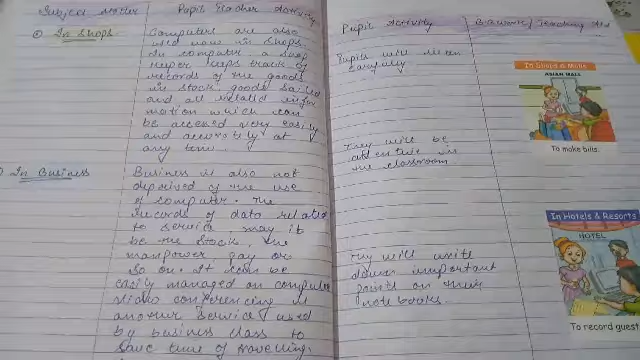 Subject Matter
Pupil Teacher Activity
Pupil Activity
B.B. Work / Teaching Aid
In Shops
Computers are also
used now in shops.
In computer a shop
keeper keeps track of
records of the goods
in stock, goods
and all related infor
mation which can
be accessed very easily
and accurately at
any time.
In Business
Business is also not
deprived of the use
of computer. The
records of data related
to service may it
be the stock, the
manpower, pay or
so on. It can be
easily managed on computer
video conferencing is
another service used
by business class to
save time of travelling.
Pupils will listen
carefully
They will be
attentive in
the classroom
They will write
down important
points on their
note books.
In Shops & Malls
ASIAN MALL
To make bills.
In Hotels & Resorts
HOTEL
To record guest